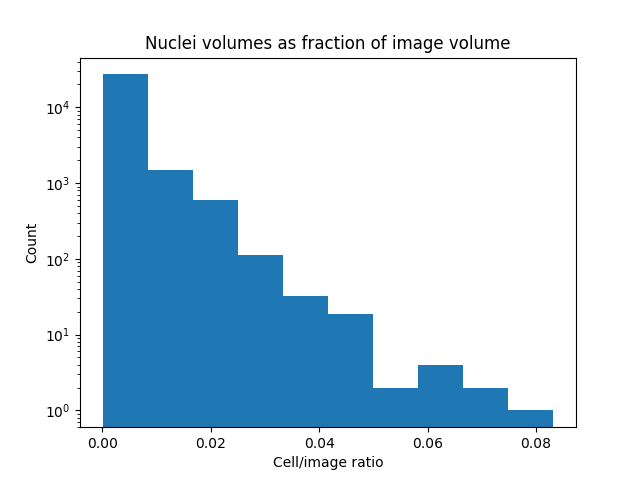 Nuclei volumes as fraction of image volume
Count
10⁴
10³
10²
10¹
10⁰
0.00 0.02 0.04 0.06 0.08
Cell/image ratio